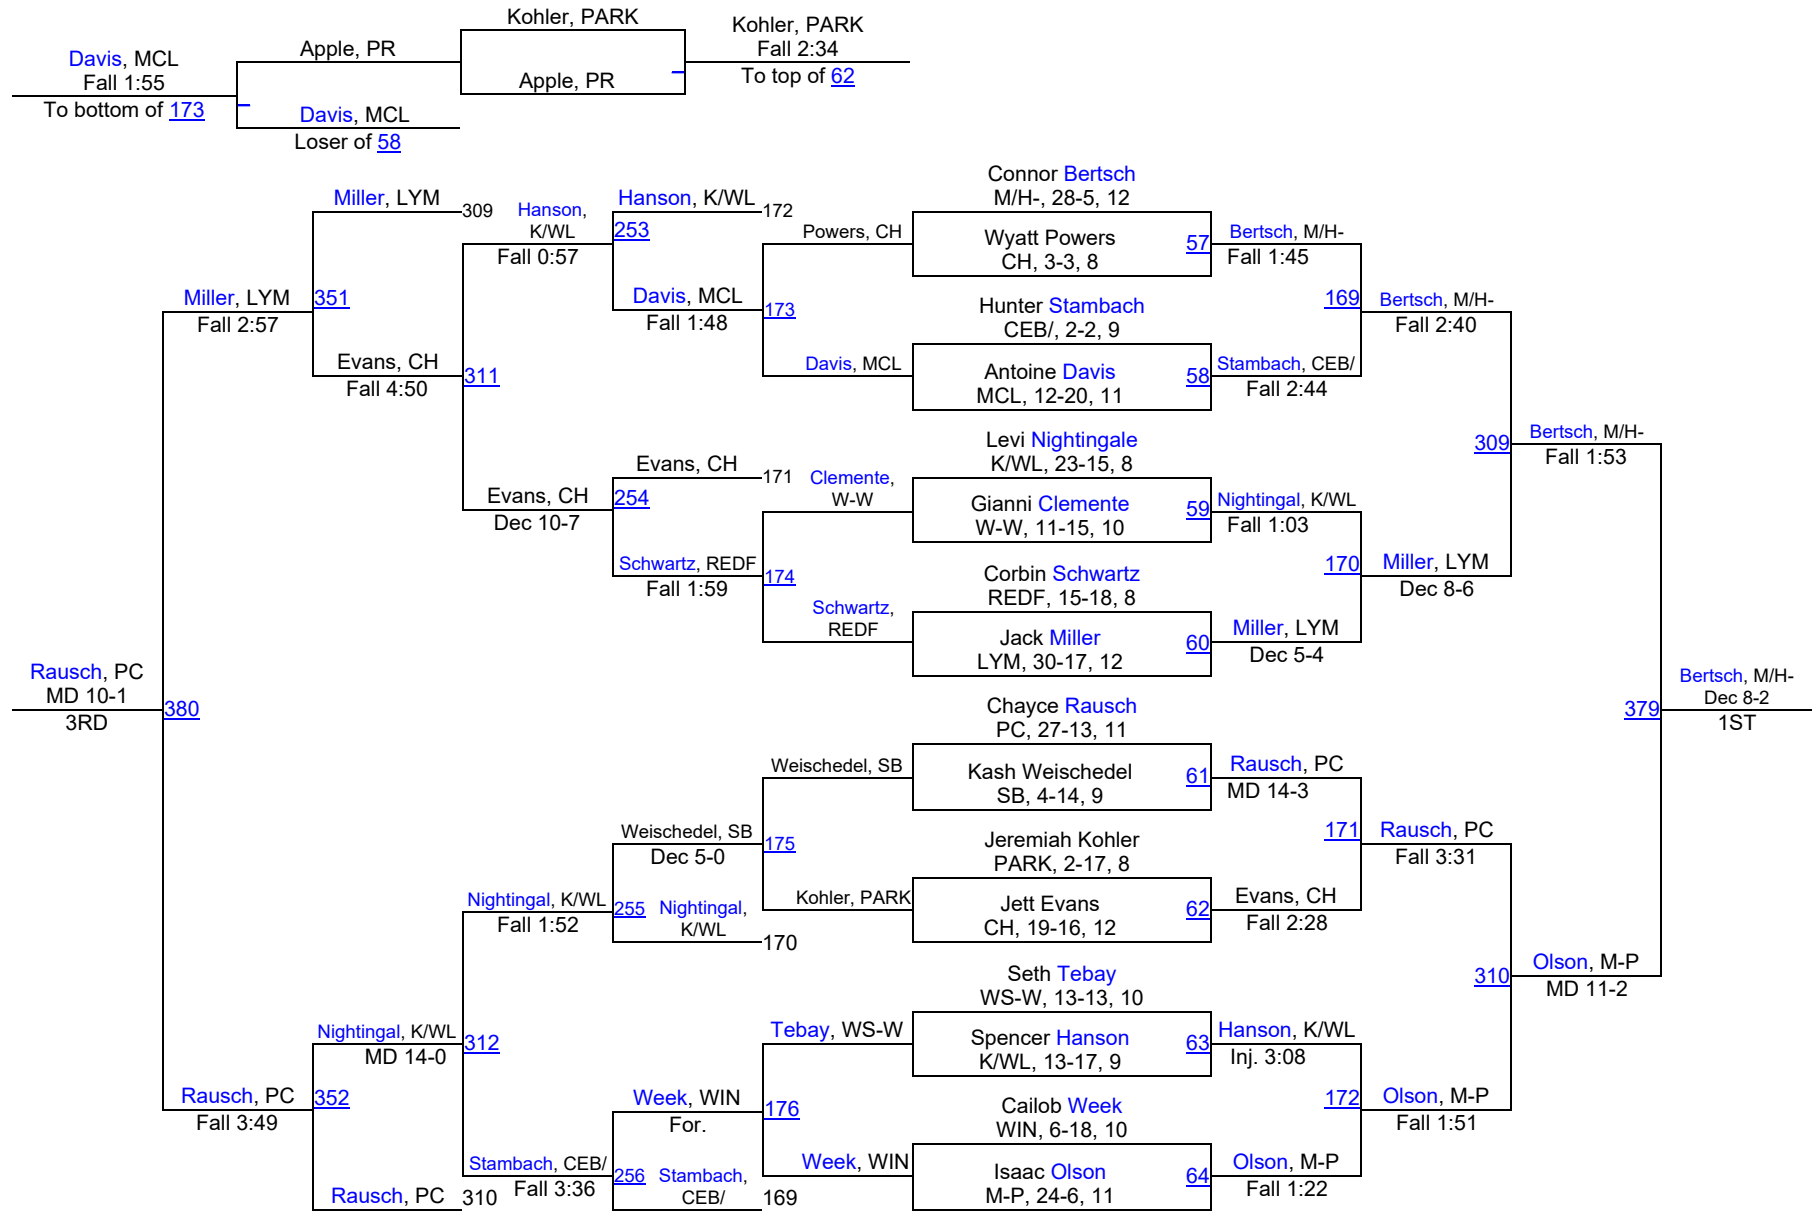 Kohler, PARK
Kohler, PARK
Apple, PR
Fall 2:34
Davis, MCL
Fall 1:55
Apple, PR
To top of 62
To bottom of 173
Davis, MCL
Loser of 58
Connor Bertsch
M/H-, 28-5, 12
Miller, LYM
309
Hanson,
K/WL
Fall 0:57
Hanson, K/WL
172
253
Powers, CH
Wyatt Powers
CH, 3-3, 8
57
Bertsch, M/H-
Fall 1:45
Miller, LYM
Fall 2:57
351
Davis, MCL
Fall 1:48
173
Hunter Stambach
CEB/, 2-2, 9
169
Bertsch, M/H-
Fall 2:40
Evans, CH
Fall 4:50
311
Davis, MCL
Antoine Davis
MCL, 12-20, 11
58
Stambach, CEB/
Fall 2:44
Levi Nightingale
K/WL, 23-15, 8
309
Bertsch, M/H-
Fall 1:53
Evans, CH
171
Clemente,
W-W
Evans, CH
Dec 10-7
254
Gianni Clemente
W-W, 11-15, 10
59
Nightingal, K/WL
Fall 1:03
Schwartz, REDF
Fall 1:59
174
Corbin Schwartz
REDF, 15-18, 8
170
Miller, LYM
Dec 8-6
Schwartz,
REDF
Jack Miller
LYM, 30-17, 12
60
Miller, LYM
Dec 5-4
Rausch, PC
MD 10-1
3RD
380
Chayce Rausch
PC, 27-13, 11
379
Bertsch, M/H-
Dec 8-2
1ST
Weischedel, SB
Kash Weischedel
SB, 4-14, 9
61
Rausch, PC
MD 14-3
Weischedel, SB
Dec 5-0
175
Jeremiah Kohler
PARK, 2-17, 8
171
Rausch, PC
Fall 3:31
Nightingal, K/WL
Fall 1:52
255
Nightingal,
K/WL
170
Kohler, PARK
Jett Evans
CH, 19-16, 12
62
Evans, CH
Fall 2:28
Seth Tebay
WS-W, 13-13, 10
310
Olson, M-P
MD 11-2
Nightingal, K/WL
MD 14-0
312
Tebay, WS-W
Spencer Hanson
K/WL, 13-17, 9
63
Hanson, K/WL
Inj. 3:08
Rausch, PC
Fall 3:49
352
Week, WIN
For.
176
Cailob Week
WIN, 6-18, 10
172
Olson, M-P
Fall 1:51
Stambach, CEB/
Fall 3:36
256
Stambach,
CEB/
169
Week, WIN
Isaac Olson
M-P, 24-6, 11
64
Olson, M-P
Fall 1:22
Rausch, PC
310